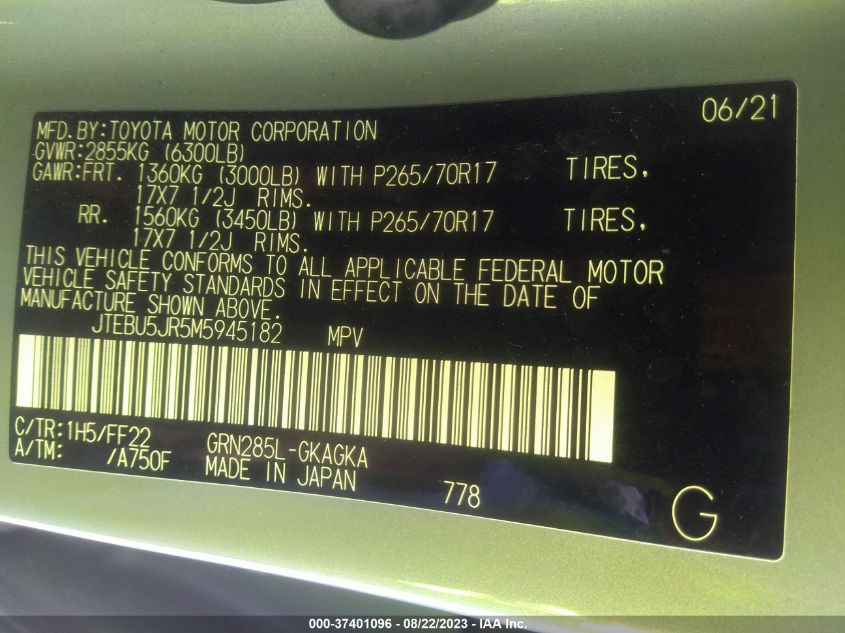 06/21
MFD. BY:TOYOTA MOTOR CORPORATION
GVWR:2855KG (6300LB)
GAWR:FRT. 1360KG (3000LB) WITH P265/70R17 TIRES,
17X7 1/2J RIMS.
RR. 1560KG (3450LB) WITH P265/70R17 TIRES,
17X7 1/2J RIMS.
THIS VEHICLE CONFORMS TO ALL APPLICABLE FEDERAL MOTOR
VEHICLE SAFETY STANDARDS IN EFFECT ON THE DATE OF
MANUFACTURE SHOWN ABOVE.
JTEBU5JR5M5945182 MPV
C/TR:1H5/FF22 GRN285L-GKAGKA
A/TM: /A750F MADE IN JAPAN
778
G
000-37401096 - 08/22/2023 - IAA Inc.